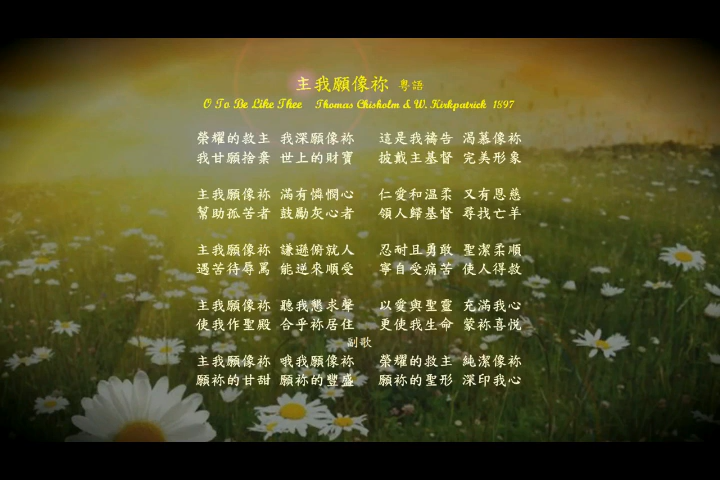 主我願像祢 粵語
O To Be Like Thee Thomas Chisholm & W. Kirkpatrick 1897
榮耀的救主 我深願像祢 這是我禱告 渴慕像祢
我甘願捨棄 世上的財寶 披戴主基督 完美形象
主我願像祢 滿有憐憫心 仁愛和温柔 又有恩慈
幫助孤苦者 鼓勵灰心者 領人歸基督 尋找亡羊
主我願像祢 謙遜俯就人 忍耐且勇敢 聖潔柔順
遇苦待辱罵 能逆來順受 寧自受痛苦 使人得救
主我願像祢 聽我懇求聲 以愛與聖靈 充滿我心
使我作聖殿 合乎祢居住 更使我生命 蒙祢喜悅
副歌
主我願像祢 哦我願像祢 榮耀的救主 純潔像祢
願祢的甘甜 願祢的豐盛 願祢的聖形 深印我心